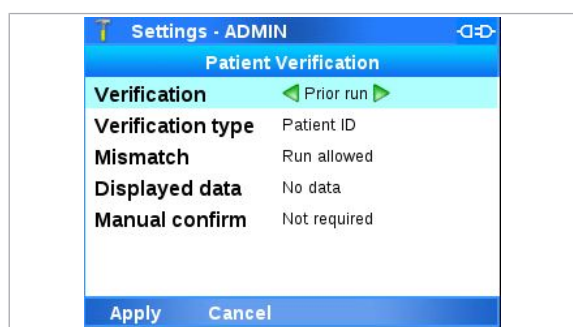 Settings - ADMIN
Patient Verification
Verification Prior run
Verification type Patient ID
Mismatch Run allowed
Displayed data No data
Manual confirm Not required
Apply Cancel